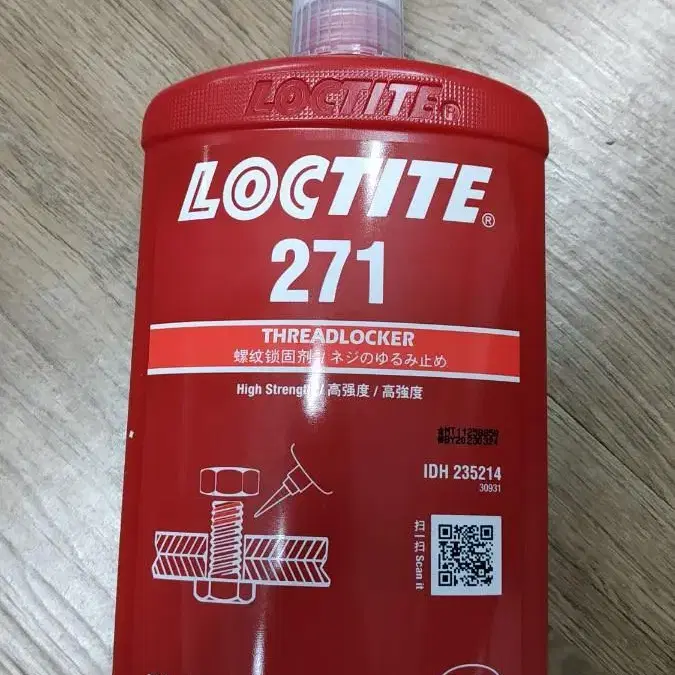 LOCTITE®
LOCTITE®
271
THREADLOCKER
螺纹锁固剂 / ネジのゆるみ止め
High Strength / 高强度 / 高強度
IDH 235214
30931
扫一扫 Scan it